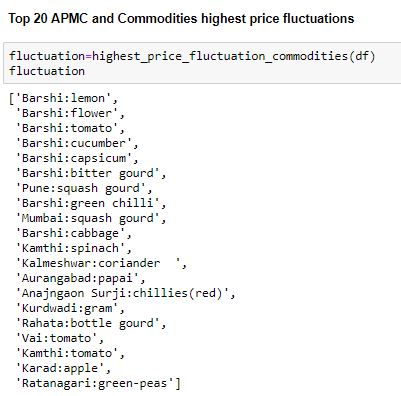 Top 20 APMC and Commodities highest price fluctuations
fluctuation=highest_price_fluctuation_commodities(df)
fluctuation
['Barshi:lemon',
'Barshi:flower',
'Barshi:tomato',
'Barshi:cucumber',
'Barshi:capsicum',
'Barshi:bitter gourd',
'Pune:squash gourd',
'Barshi:green chilli',
'Mumbai:squash gourd',
'Barshi:cabbage',
'Kamthi:spinach',
'Kalmeshwar:coriander  ',
'Aurangabad:papai',
'Anajngaon Surji:chillies(red)',
'Kurdwadi:gram',
'Rahata:bottle gourd',
'Vai:tomato',
'Kamthi:tomato',
'Karad:apple',
'Ratanagari:green-peas']